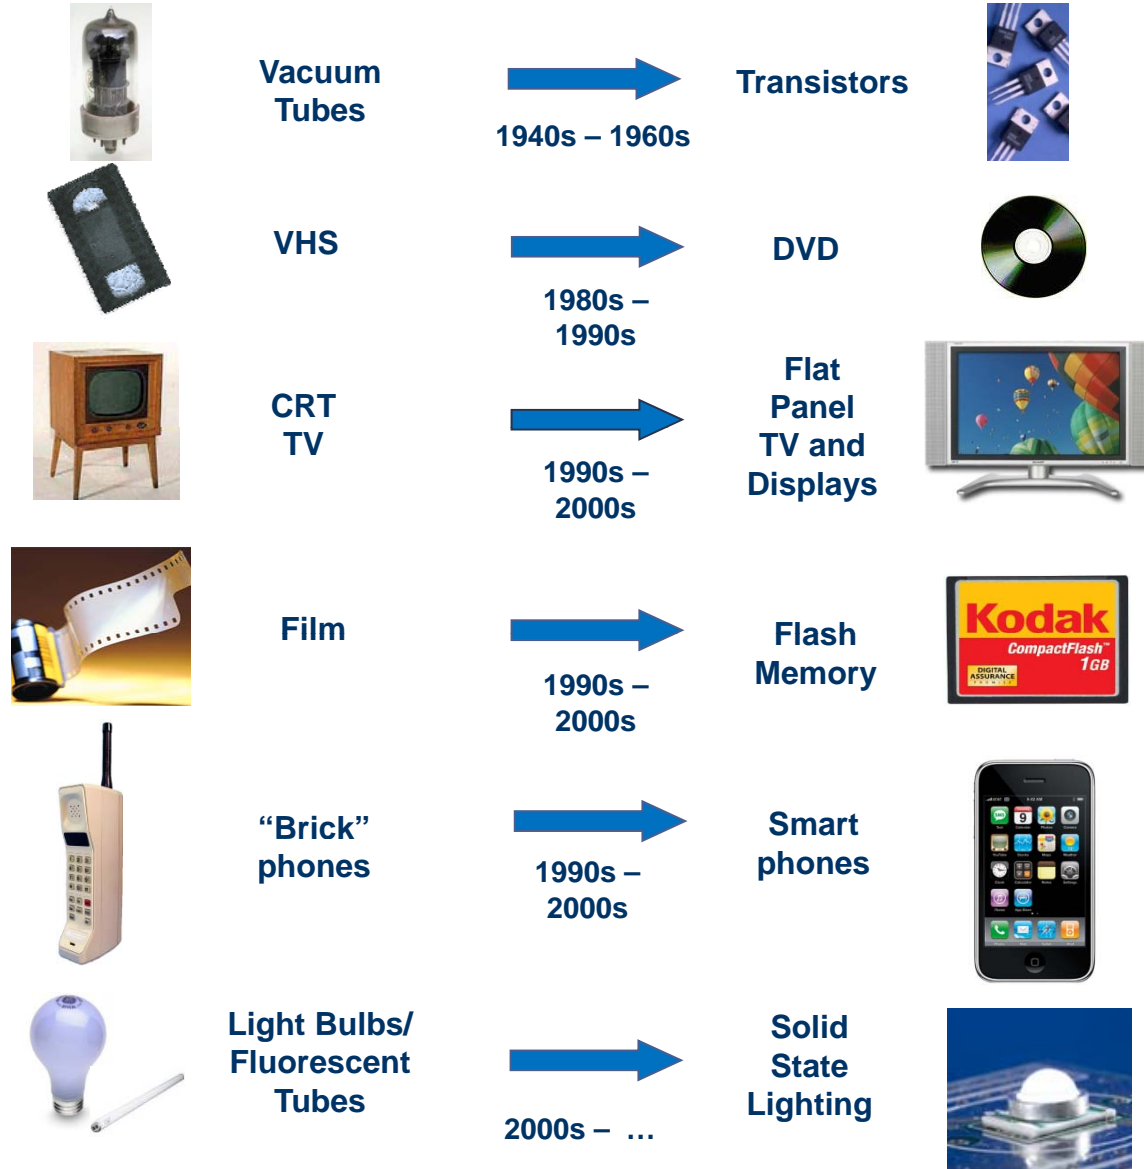 Vacuum
Tubes
1940s – 1960s
Transistors
VHS
1980s –
1990s
DVD
CRT
TV
1990s –
2000s
Flat
Panel
TV and
Displays
Film
1990s –
2000s
Flash
Memory
Kodak
CompactFlash™
1GB
DIGITAL
ASSURANCE
“Brick”
phones
1990s –
2000s
Smart
phones
Light Bulbs/
Fluorescent
Tubes
2000s – …
Solid
State
Lighting